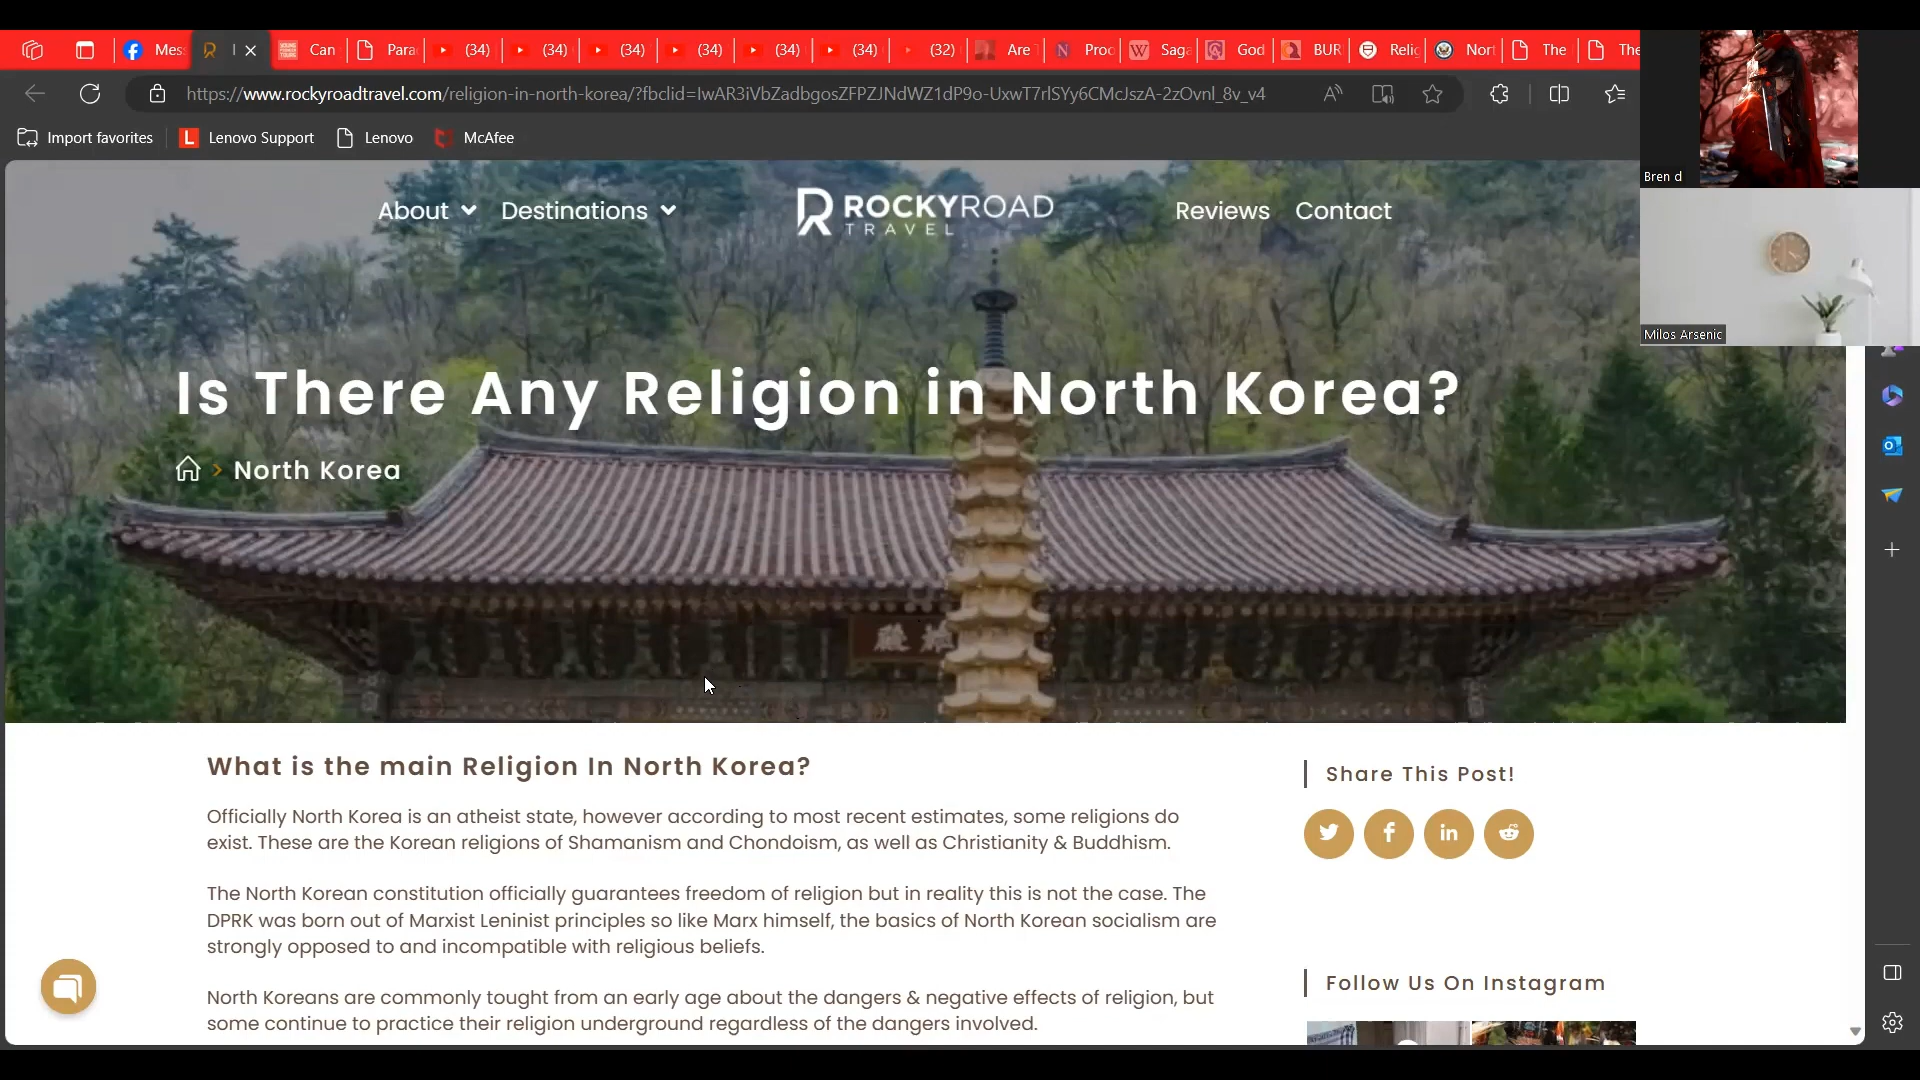 Mes
Can
Para
(34)
(34)
(34)
(34)
(34)
(34)
(32)
Are
Proc
Saga
God
BUR
Relig
Nort
The
The
https://www.rockyroadtravel.com/religion-in-north-korea/?fbclid=IwAR3iVbZadbgosZFPZJNdWZ1dP9o-UxwT7rlSYy6CMcJszA-2zOvnl_8v_v4
Import favorites
Lenovo Support
Lenovo
McAfee
Bren d
Milos Arsenic
About
Destinations
ROCKYROAD
TRAVEL
Reviews
Contact
Is There Any Religion in North Korea?
North Korea
What is the main Religion In North Korea?
Officially North Korea is an atheist state, however according to most recent estimates, some religions do
exist. These are the Korean religions of Shamanism and Chondoism, as well as Christianity & Buddhism.
The North Korean constitution officially guarantees freedom of religion but in reality this is not the case. The
DPRK was born out of Marxist Leninist principles so like Marx himself, the basics of North Korean socialism are
strongly opposed to and incompatible with religious beliefs.
North Koreans are commonly tought from an early age about the dangers & negative effects of religion, but
some continue to practice their religion underground regardless of the dangers involved.
Share This Post!
Follow Us On Instagram